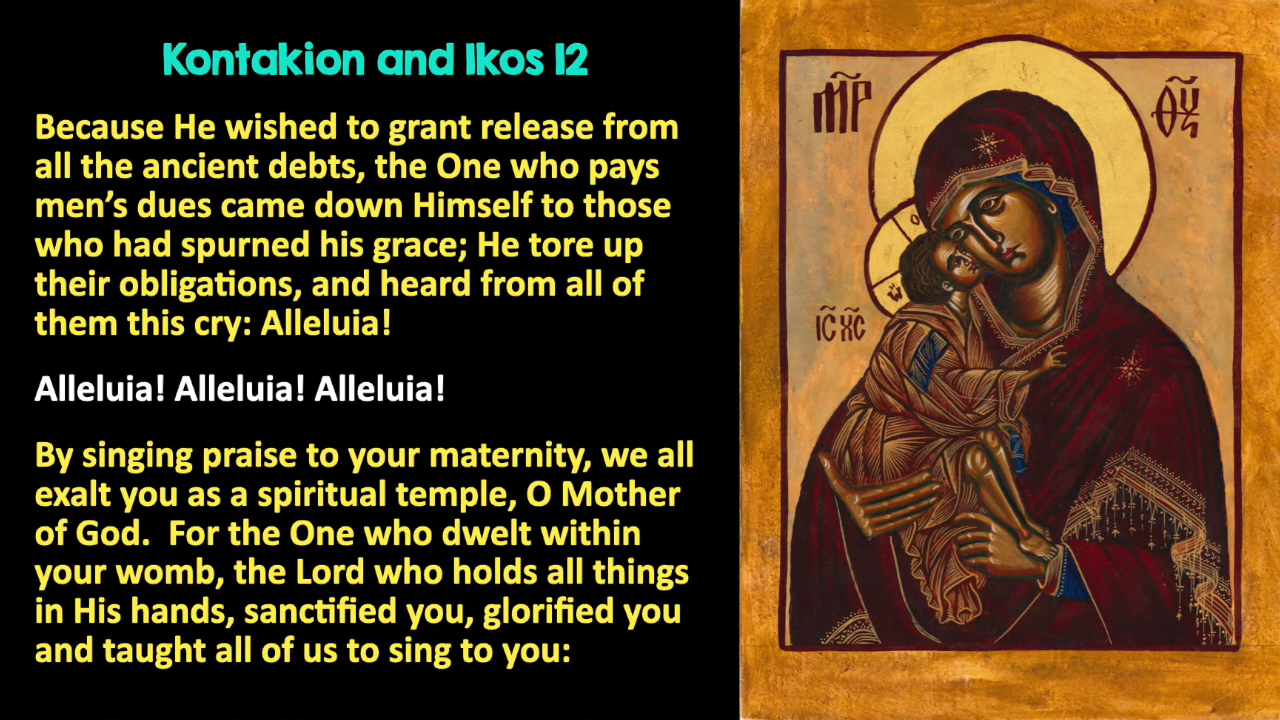 Kontakion and Ikos 12
Because He wished to grant release from
all the ancient debts, the One who pays
men’s dues came down Himself to those
who had spurned his grace; He tore up
their obligations, and heard from all of
them this cry: Alleluia!
Alleluia! Alleluia! Alleluia!
By singing praise to your maternity, we all
exalt you as a spiritual temple, O Mother
of God.  For the One who dwelt within
your womb, the Lord who holds all things
in His hands, sanctified you, glorified you
and taught all of us to sing to you:
М҃Р Ѳ҃Ѵ
О
Ѡ
ІС҃ ХС҃